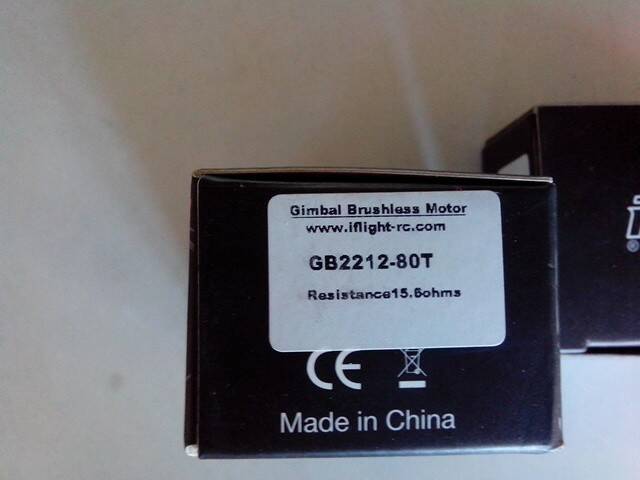 Gimbal Brushless Motor
www.iflight-rc.com
GB2212-80T
Resistance15.6ohms
CE
Made in China